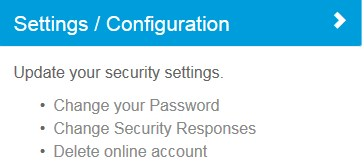 Settings / Configuration
Update your security settings.
• Change your Password
• Change Security Responses
• Delete online account